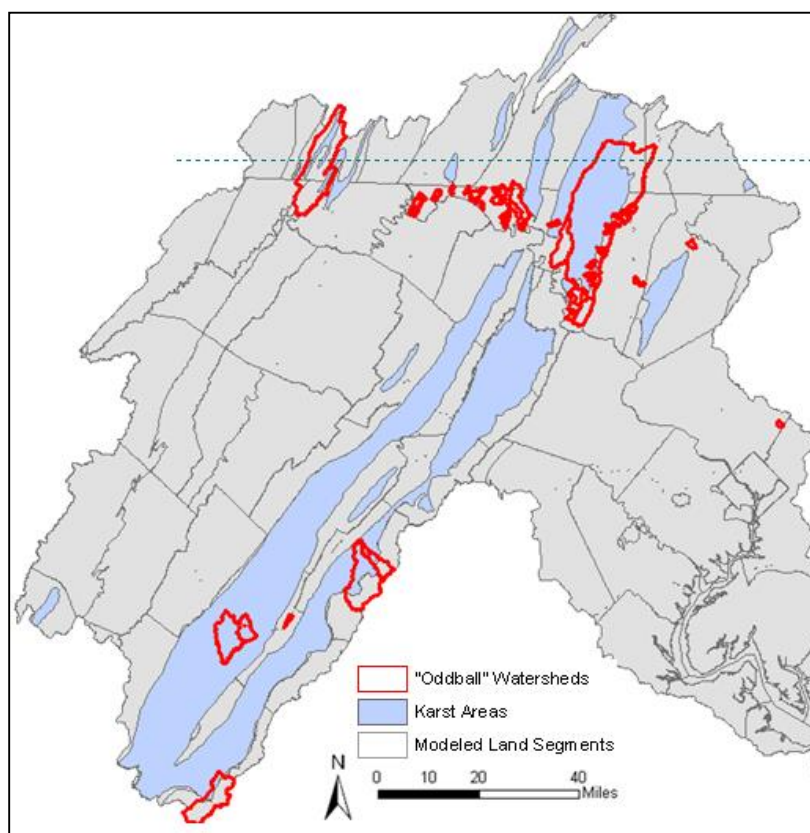 "Oddball" Watersheds
Karst Areas
Modeled Land Segments
N
0 10 20 40
Miles